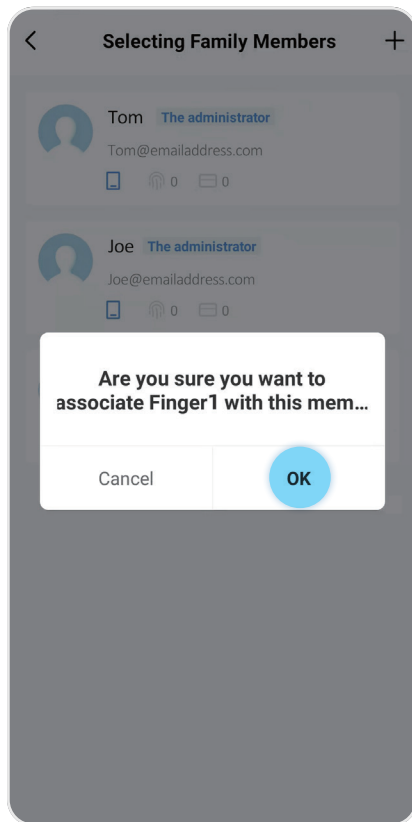 Selecting Family Members
Tom The administrator
Tom@emailaddress.com
0 0
Joe The administrator
Joe@emailaddress.com
0 0
Are you sure you want to
associate Finger1 with this mem...
Cancel OK